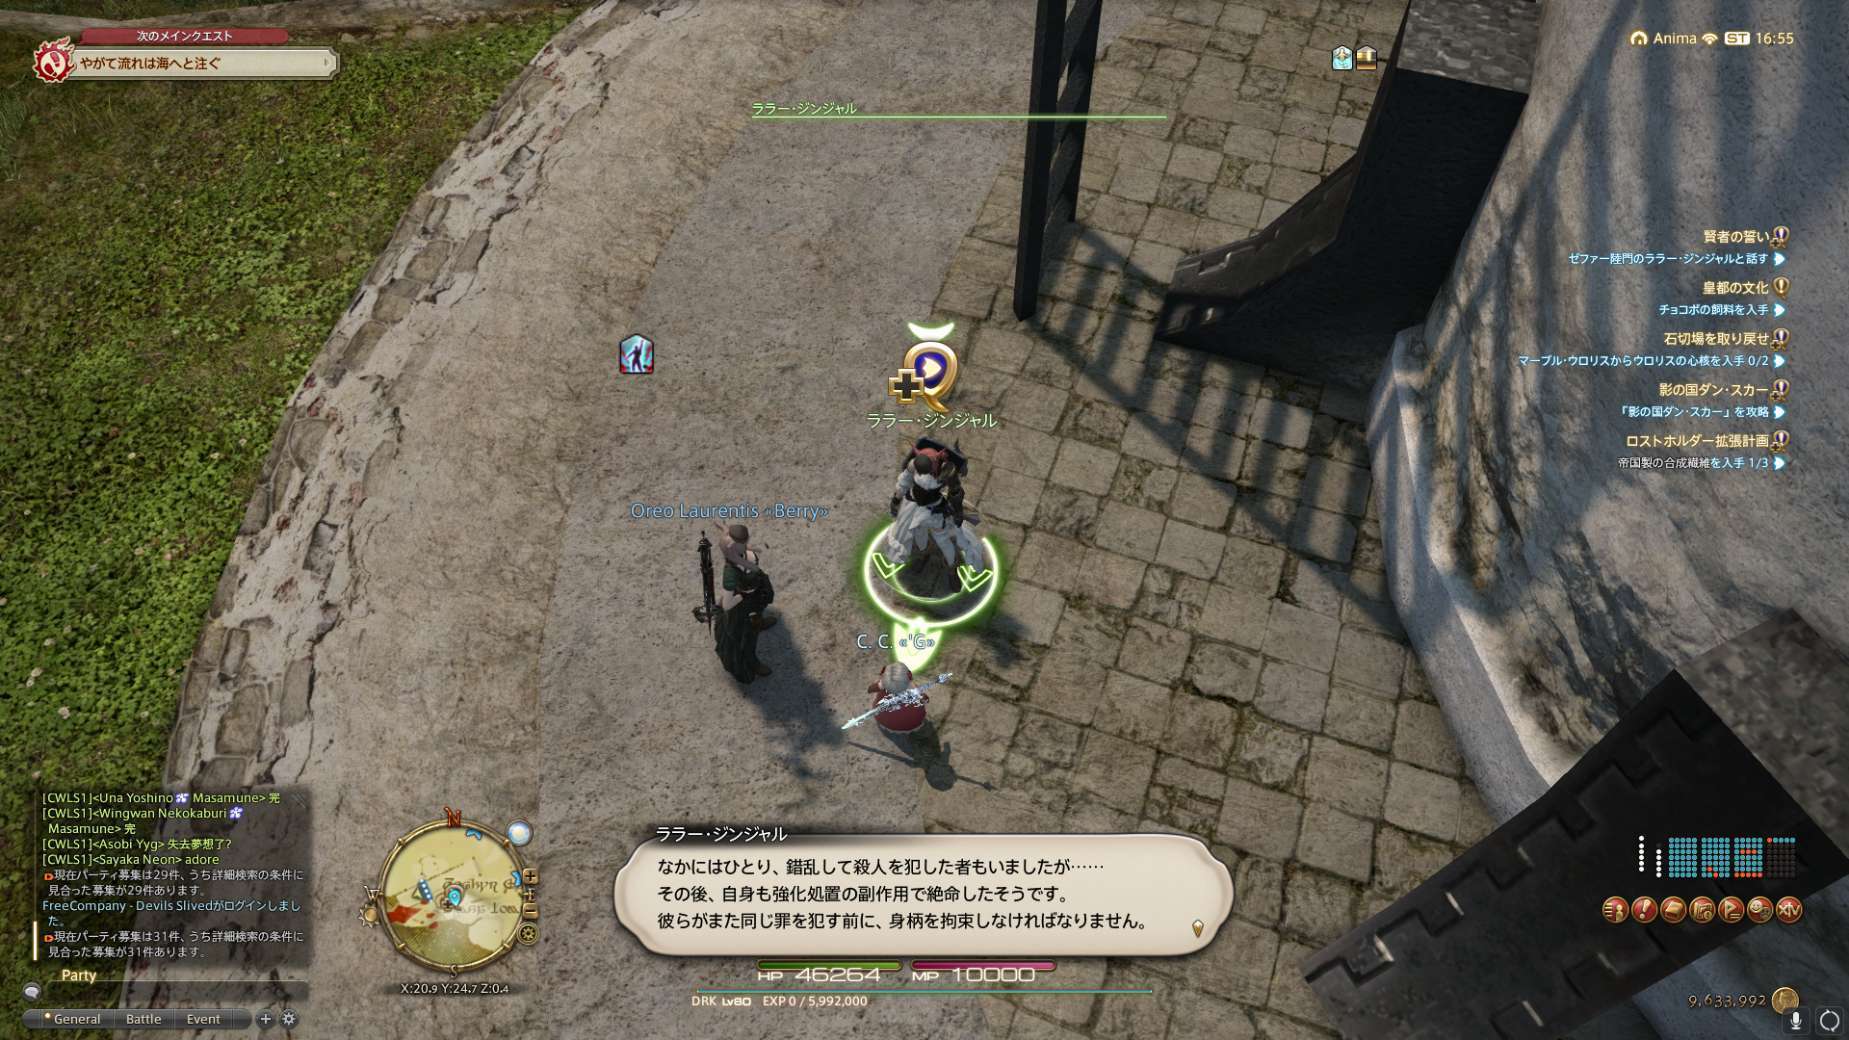 次のメインクエスト
やがて流れは海へと注ぐ
Anima ST 16:55
ララー・ジンジャル
賢者の誓い
ゼファー陸門のララー・ジンジャルと話す
皇都の文化
チョコボの飼料を入手
石切場を取り戻せ
マーブル・ウロリスからウロリスの心核を入手 0/2
影の国ダン・スカー
「影の国ダン・スカー」を攻略
ロストホルダー拡張計画
帝国製の合成繊維を入手 1/3
ララー・ジンジャル
Oreo Laurentis «Berry»
C. C. «'G»
[CWLS1]<Una Yoshino Masamune> 完
[CWLS1]<Wingwan Nekokaburi
Masamune> 完
[CWLS1]<Asobi Yyg> 失去夢想了?
[CWLS1]<Sayaka Neon> adore
現在パーティ募集は29件、うち詳細検索の条件に
見合った募集が29件あります。
FreeCompany - Devils Slivedがログインしまし
た。
現在パーティ募集は31件、うち詳細検索の条件に
見合った募集が31件あります。
Party
General Battle Event
N
S
X:20.9 Y:24.7 Z:0.4
ララー・ジンジャル
なかにはひとり、錯乱して殺人を犯した者もいましたが……
その後、自身も強化処置の副作用で絶命したそうです。
彼らがまた同じ罪を犯す前に、身柄を拘束しなければなりません。
HP 46264 MP 10000
DRK Lv80 EXP 0 / 5,992,000
XIV
9,633,992